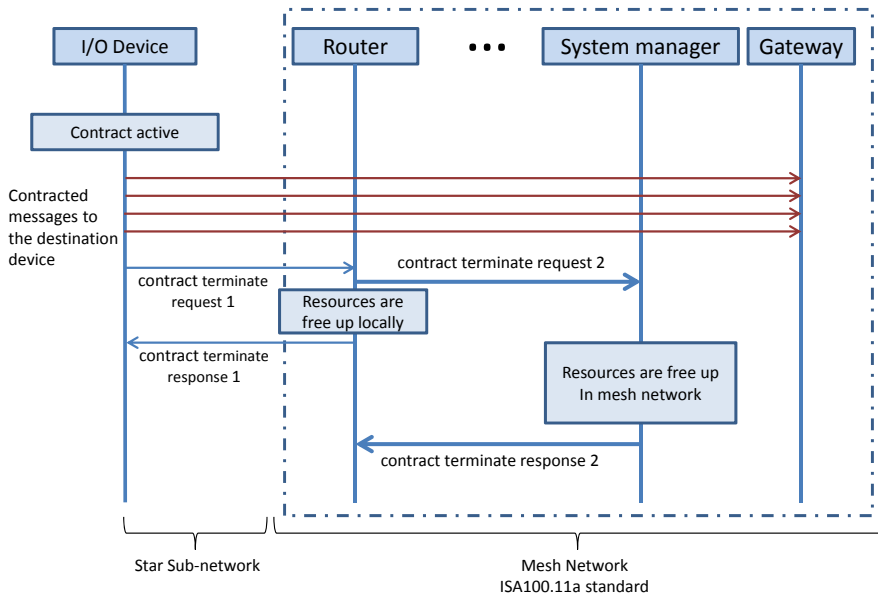 I/O Device
Router
•••
System manager
Gateway
Contract active
Contracted
messages to
the destination
device
contract terminate
request 1
contract terminate request 2
Resources are
free up locally
contract terminate
response 1
Resources are free up
In mesh network
contract terminate response 2
Star Sub-network
Mesh Network
ISA100.11a standard